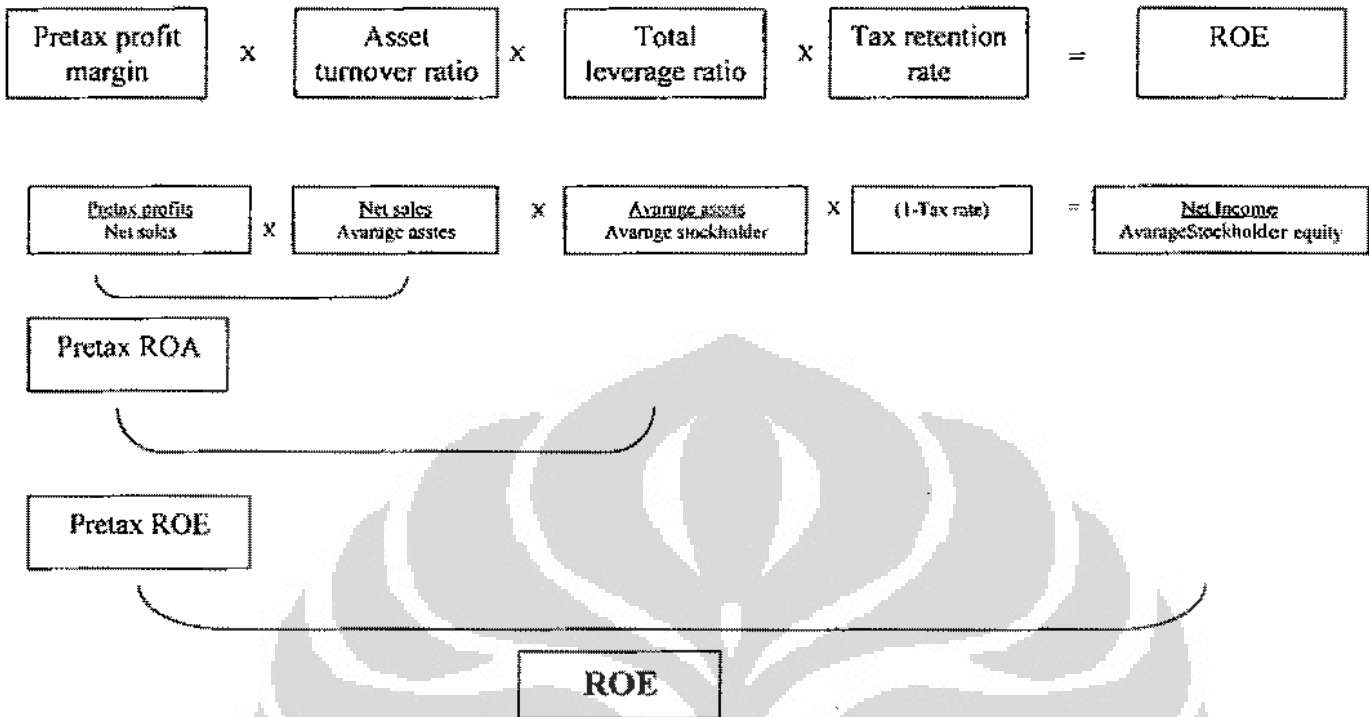 Pretax profit margin x Asset turnover ratio x Total leverage ratio x Tax retention rate = ROE
Pretax profits x Net sales x Avarage assets x (1-Tax rate) = Net Income
Net sales Avarage asstes Avarage stockholder AvarageStockholder equity
Pretax ROA
Pretax ROE
ROE